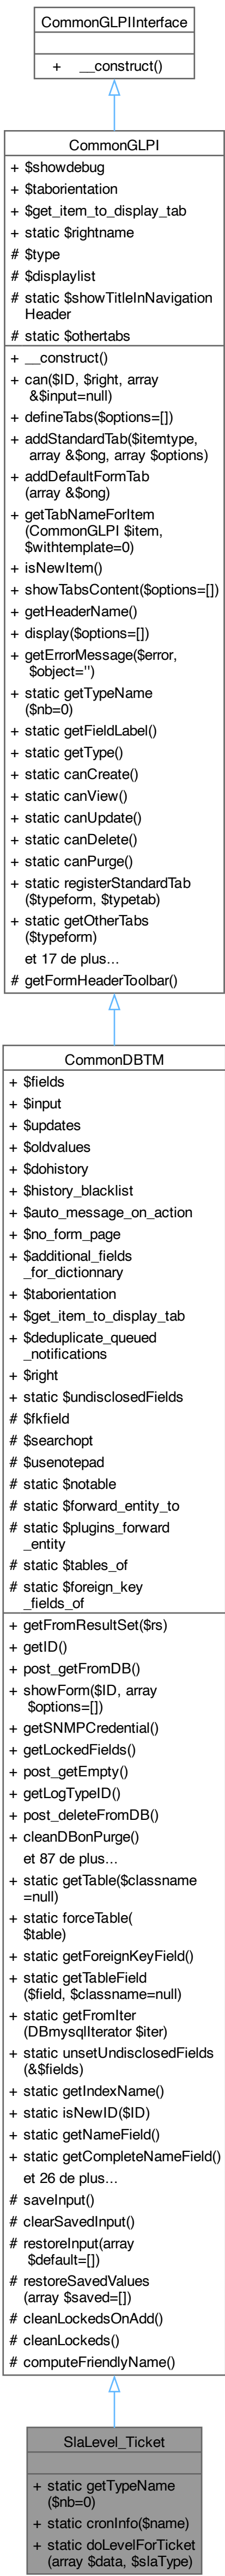 CommonGLPIInterface
+ __construct()
CommonGLPI
+ $showdebug
+ $taborientation
+ $get_item_to_display_tab
+ static $rightname
# $type
# $displaylist
# static $showTitleInNavigation
Header
# static $othertabs
+ __construct()
+ can($ID, $right, array
&$input=null)
+ defineTabs($options=[])
+ addStandardTab($itemtype,
array &$ong, array $options)
+ addDefaultFormTab
(array &$ong)
+ getTabNameForItem
(CommonGLPI $item,
$withtemplate=0)
+ isNewItem()
+ showTabsContent($options=[])
+ getHeaderName()
+ display($options=[])
+ getErrorMessage($error,
$object='')
+ static getTypeName
($nb=0)
+ static getFieldLabel()
+ static getType()
+ static canCreate()
+ static canView()
+ static canUpdate()
+ static canDelete()
+ static canPurge()
+ static registerStandardTab
($typeform, $typetab)
+ static getOtherTabs
($typeform)
et 17 de plus...
# getFormHeaderToolbar()
CommonDBTM
+ $fields
+ $input
+ $updates
+ $oldvalues
+ $dohistory
+ $history_blacklist
+ $auto_message_on_action
+ $no_form_page
+ $additional_fields
_for_dictionnary
+ $taborientation
+ $get_item_to_display_tab
+ $deduplicate_queued
_notifications
+ $right
+ static $undisclosedFields
# $fkfield
# $searchopt
# $usenotepad
# static $notable
# static $forward_entity_to
# static $plugins_forward
_entity
# static $tables_of
# static $foreign_key
_fields_of
+ getFromResultSet($rs)
+ getID()
+ post_getFromDB()
+ showForm($ID, array
$options=[])
+ getSNMPCredential()
+ getLockedFields()
+ post_getEmpty()
+ getLogTypeID()
+ post_deleteFromDB()
+ cleanDBonPurge()
et 87 de plus...
+ static getTable($classname
=null)
+ static forceTable(
$table)
+ static getForeignKeyField()
+ static getTableField
($field, $classname=null)
+ static getFromIter
(DBmysqlIterator $iter)
+ static unsetUndisclosedFields
(&$fields)
+ static getIndexName()
+ static isNewID($ID)
+ static getNameField()
+ static getCompleteNameField()
et 26 de plus...
# saveInput()
# clearSavedInput()
# restoreInput(array
$default=[])
# restoreSavedValues
(array $saved=[])
# cleanLockedsOnAdd()
# cleanLockeds()
# computeFriendlyName()
SlaLevel_Ticket
+ static getTypeName
($nb=0)
+ static cronInfo($name)
+ static doLevelForTicket
(array $data, $slaType)